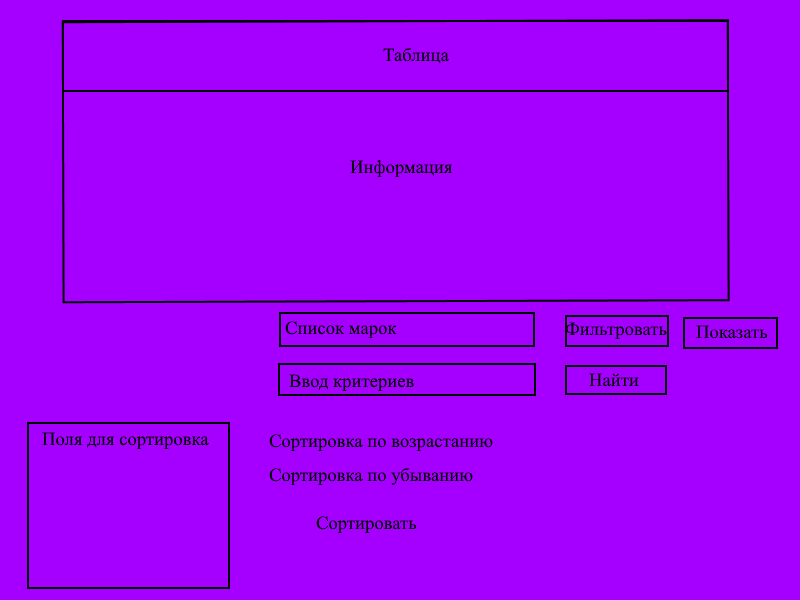 Таблица
Информация
Список марок
Фильтровать
Показать
Ввод критериев
Найти
Поля для сортировка
Сортировка по возрастанию
Сортировка по убыванию
Сортировать